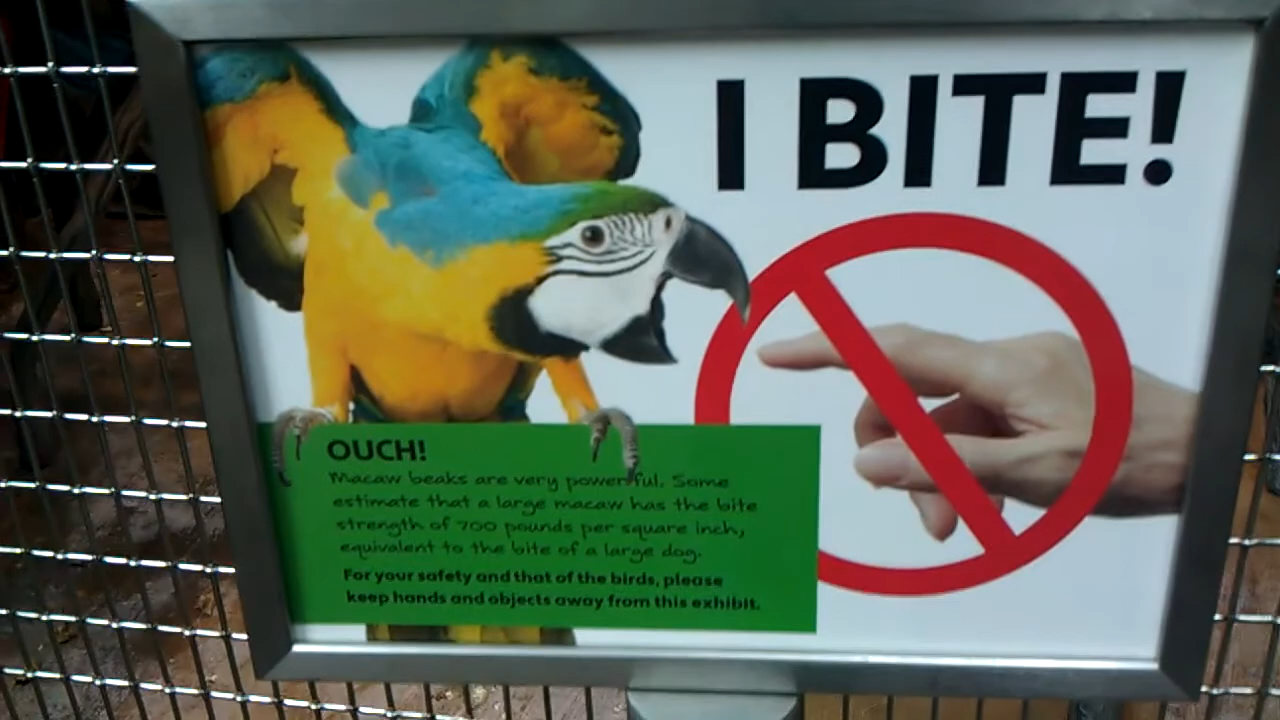 I BITE!
OUCH!
Macaw beaks are very powerful. Some
estimate that a large macaw has the bite
strength of 700 pounds per square inch,
equivalent to the bite of a large dog.
For your safety and that of the birds, please
keep hands and objects away from this exhibit.